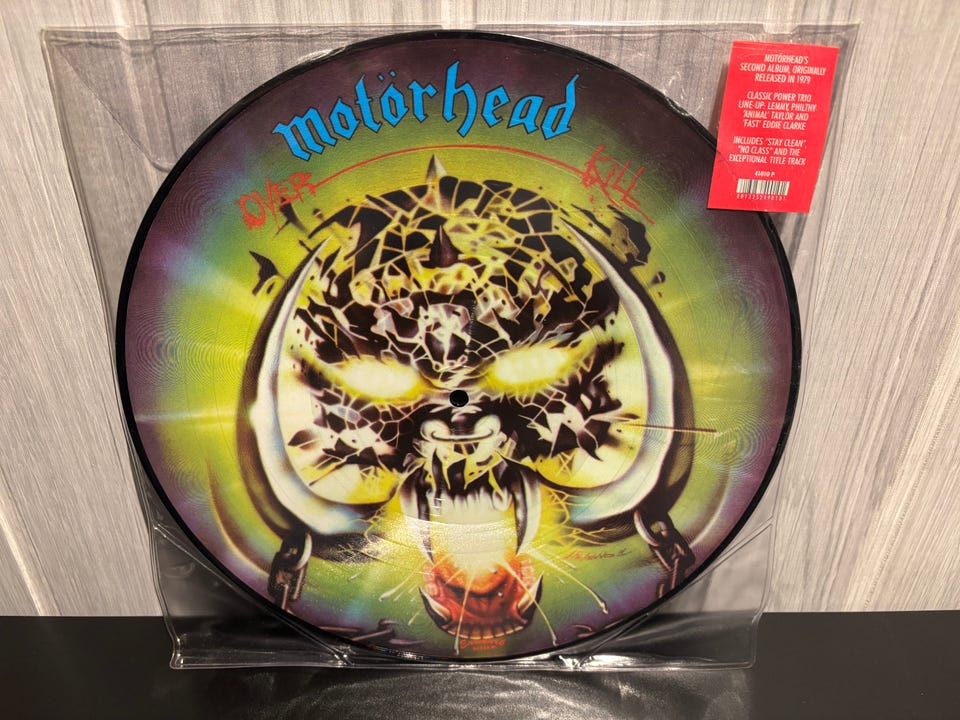 motörhead
OVER KILL
MOTÖRHEAD'S
SECOND ALBUM, ORIGINALLY
RELEASED IN 1979
CLASSIC POWER TRIO
LINE-UP: LEMMY, PHILTHY
'ANIMAL' TAYLOR AND
'FAST' EDDIE CLARKE
INCLUDES "STAY CLEAN",
"NO CLASS" AND THE
EXCEPTIONAL TITLE TRACK
41010 P